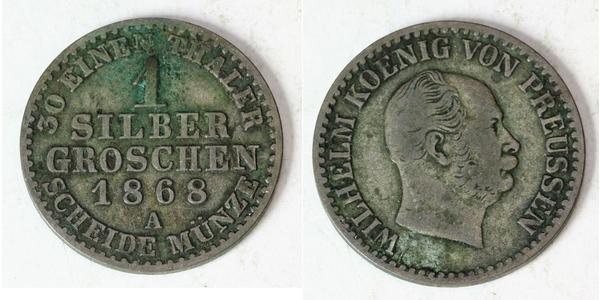 30 EINEN THALER
1
SILBER
GROSCHEN
1868
A
SCHEIDE MÜNZE
WILHELM KOENIG VON PREUSSEN